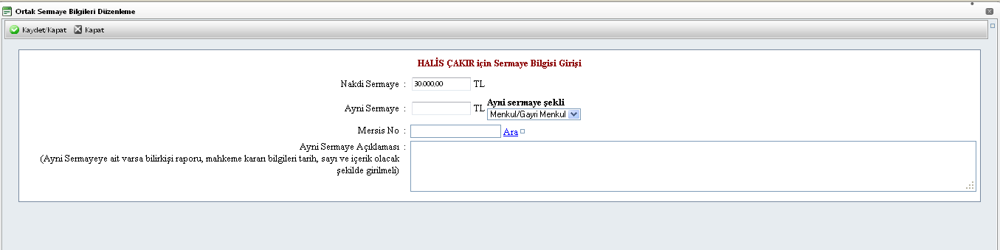 Ortak Sermaye Bilgileri Düzenleme
Kaydet/Kapat Kapat
HALİS ÇAKIR için Sermaye Bilgisi Girişi
Nakdi Sermaye : 30.000,00 TL
Ayni sermaye şekli
Ayni Sermaye : TL Menkul/Gayri Menkul
Mersis No : Ara
Ayni Sermaye Açıklaması :
(Ayni Sermayeye ait varsa bilirkişi raporu, mahkeme kararı bilgileri tarih, sayı ve içerik olacak
şekilde girilmeli)